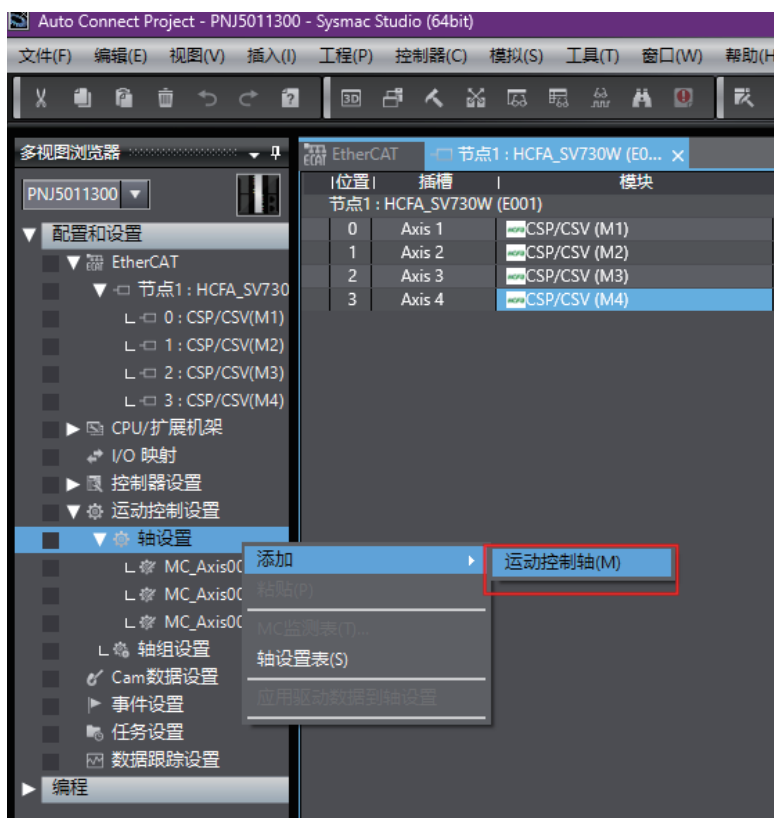 Auto Connect Project - PNJ5011300 - Sysmac Studio (64bit)
文件(F) 编辑(E) 视图(V) 插入(I) 工程(P) 控制器(C) 模拟(S) 工具(T) 窗口(W) 帮助(H
3D
多视图浏览器
EtherCAT 节点1 : HCFA_SV730W (E0...
PNJ5011300
位置 插槽 模块
节点1 : HCFA_SV730W (E001)
0 Axis 1 CSP/CSV (M1)
1 Axis 2 CSP/CSV (M2)
2 Axis 3 CSP/CSV (M3)
3 Axis 4 CSP/CSV (M4)
配置和设置
EtherCAT
节点1 : HCFA_SV730
0 : CSP/CSV(M1)
1 : CSP/CSV(M2)
2 : CSP/CSV(M3)
3 : CSP/CSV(M4)
CPU/扩展机架
I/O 映射
控制器设置
运动控制设置
轴设置
MC_Axis00
MC_Axis00
MC_Axis00
轴组设置
Cam数据设置
事件设置
任务设置
数据跟踪设置
编程
添加
粘贴(P)
MC监测表(T)...
轴设置表(S)
应用驱动数据到轴设置
运动控制轴(M)